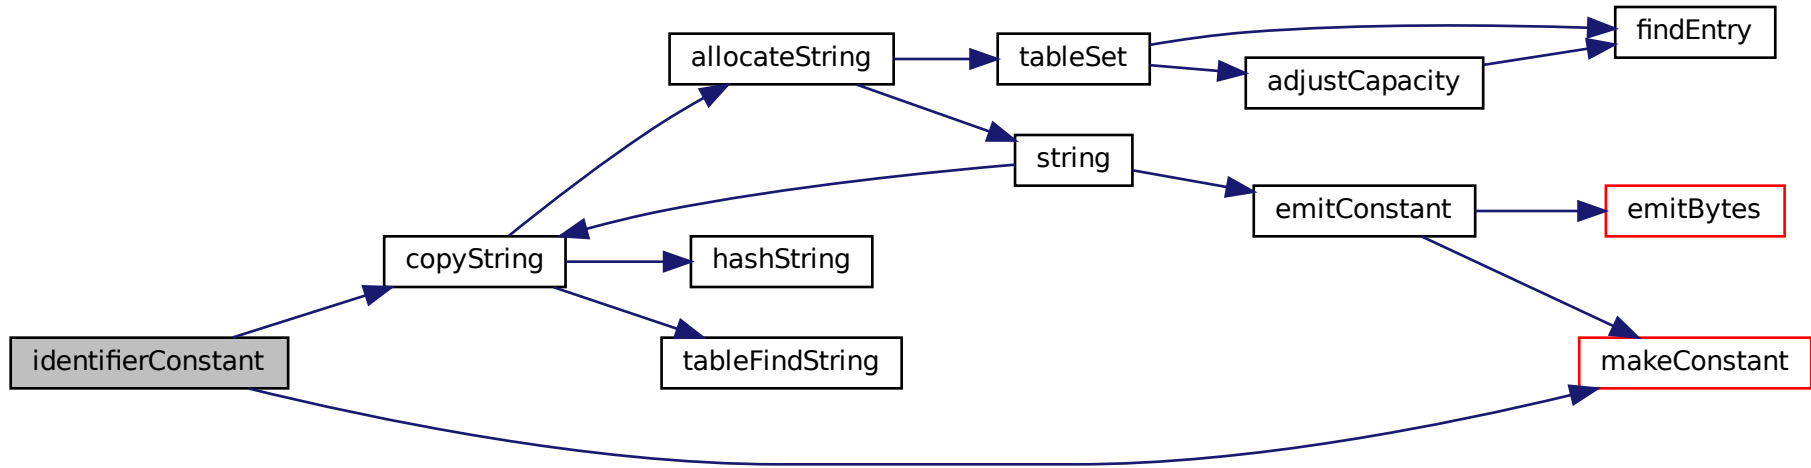 findEntry
allocateString
tableSet
adjustCapacity
string
emitConstant
emitBytes
copyString
hashString
identifierConstant
tableFindString
makeConstant